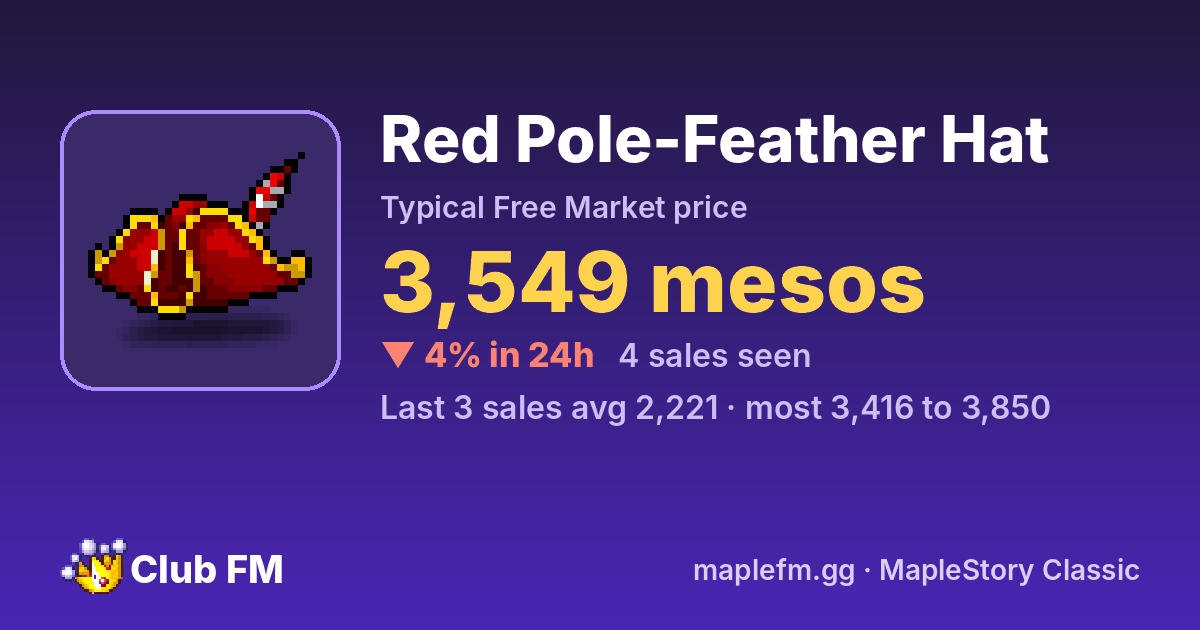 Red Pole-Feather Hat
Typical Free Market price
3,549 mesos
▼ 4% in 24h 4 sales seen
Last 3 sales avg 2,221 · most 3,416 to 3,850
Club FM
maplefm.gg · MapleStory Classic